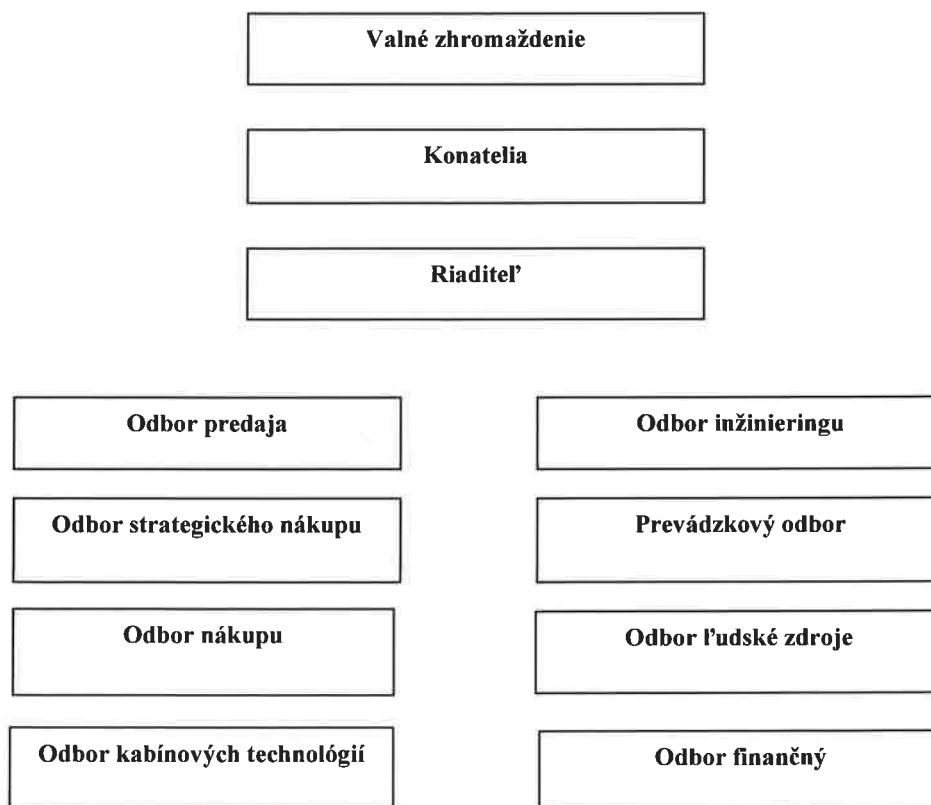 Valné zhromaždenie
Konatelia
Riaditeľ
Odbor predaja
Odbor inžinieringu
Odbor strategického nákupu
Prevádzkový odbor
Odbor nákupu
Odbor ľudské zdroje
Odbor kabínových technológií
Odbor finančný